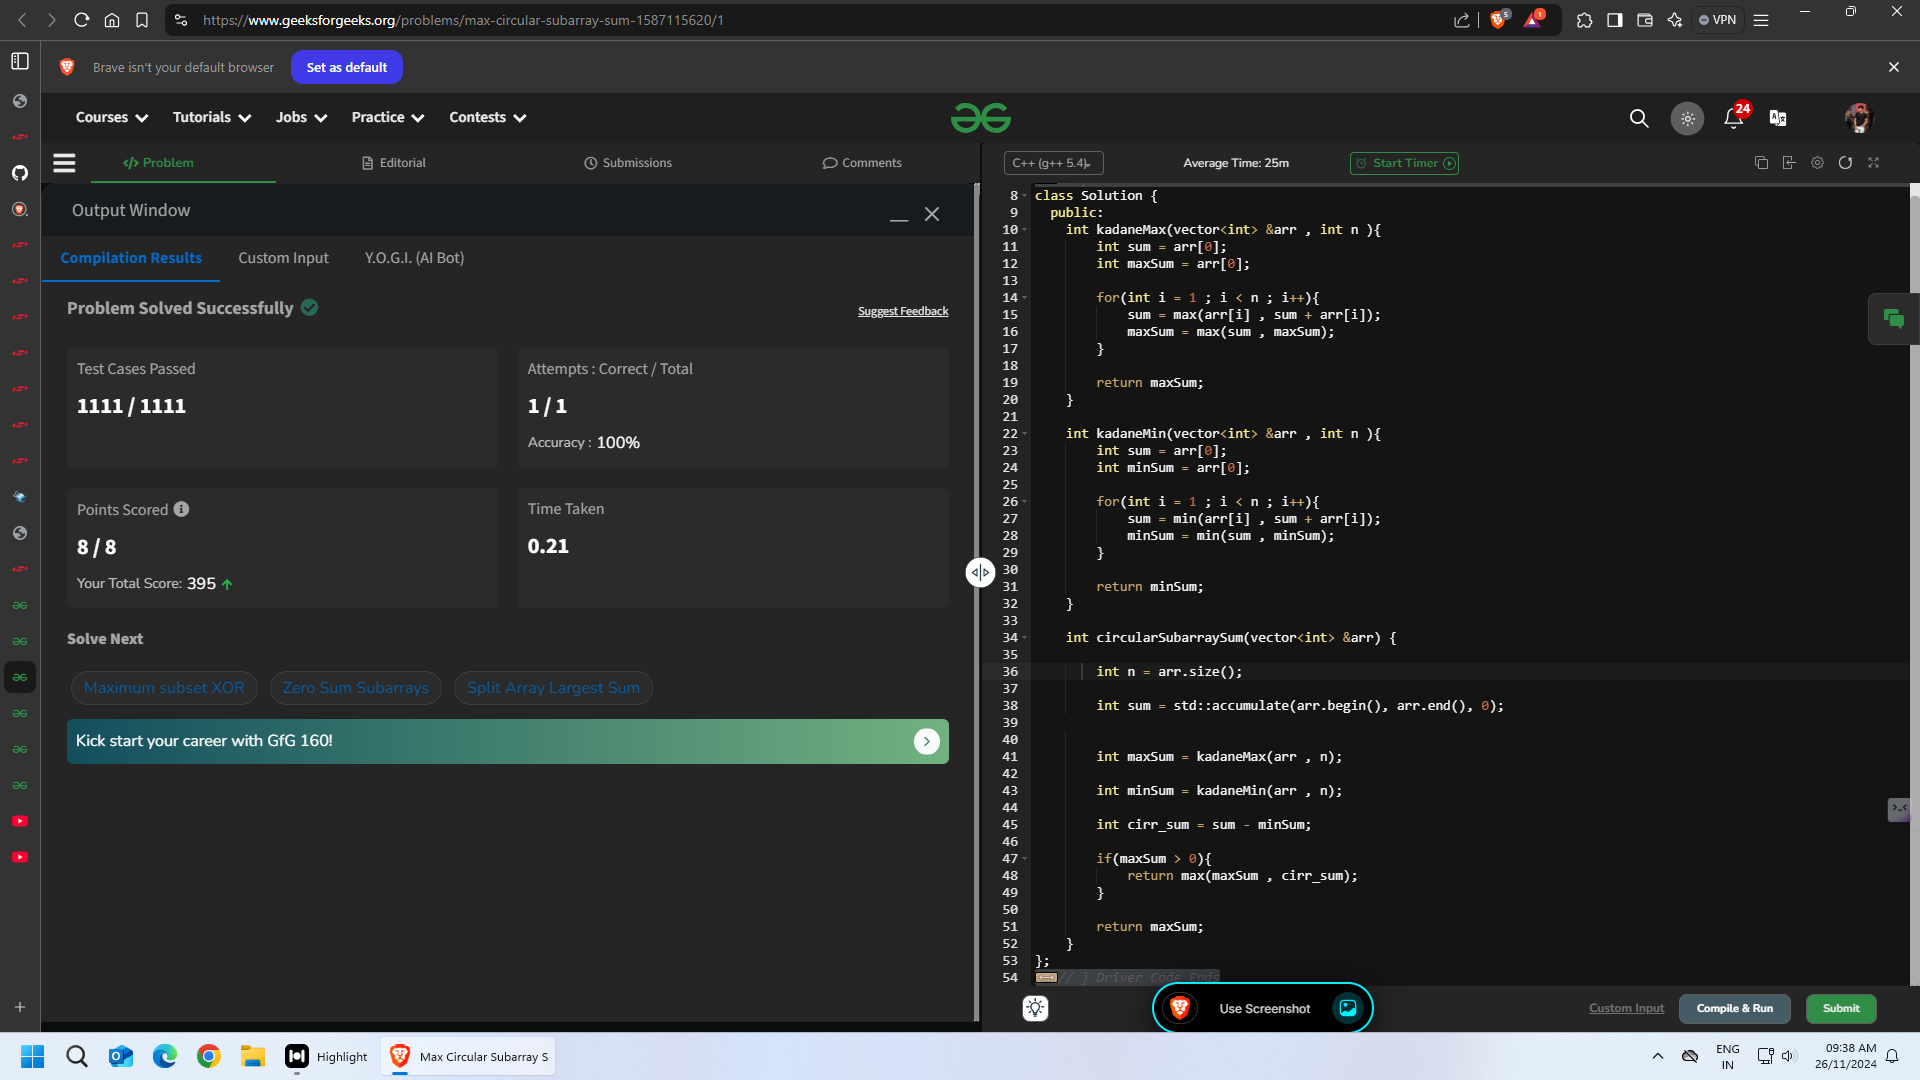 https://www.geeksforgeeks.org/problems/max-circular-subarray-sum-1587115620/1
5
1
VPN
Brave isn't your default browser
Set as default
Courses
Tutorials
Jobs
Practice
Contests
24
</> Problem
Editorial
Submissions
Comments
C++ (g++ 5.4)
Average Time: 25m
Start Timer
Output Window
Compilation Results
Custom Input
Y.O.G.I. (AI Bot)
Problem Solved Successfully
Suggest Feedback
Test Cases Passed
1111 / 1111
Attempts : Correct / Total
1 / 1
Accuracy : 100%
Points Scored
8 / 8
Your Total Score: 395
Time Taken
0.21
Solve Next
Maximum subset XOR
Zero Sum Subarrays
Split Array Largest Sum
Kick start your career with GfG 160!
8 class Solution {
9 public:
10 int kadaneMax(vector<int> &arr , int n ){
11 int sum = arr[0];
12 int maxSum = arr[0];
13
14 for(int i = 1 ; i < n ; i++){
15 sum = max(arr[i] , sum + arr[i]);
16 maxSum = max(sum , maxSum);
17 }
18
19 return maxSum;
20 }
21
22 int kadaneMin(vector<int> &arr , int n ){
23 int sum = arr[0];
24 int minSum = arr[0];
25
26 for(int i = 1 ; i < n ; i++){
27 sum = min(arr[i] , sum + arr[i]);
28 minSum = min(sum , minSum);
29 }
30
31 return minSum;
32 }
33
34 int circularSubarraySum(vector<int> &arr) {
35
36 int n = arr.size();
37
38 int sum = std::accumulate(arr.begin(), arr.end(), 0);
39
40
41 int maxSum = kadaneMax(arr , n);
42
43 int minSum = kadaneMin(arr , n);
44
45 int cirr_sum = sum - minSum;
46
47 if(maxSum > 0){
48 return max(maxSum , cirr_sum);
49 }
50
51 return maxSum;
52 }
53 };
54 // } Driver Code Ends
Use Screenshot
Custom Input
Compile & Run
Submit
Highlight
Max Circular Subarray S
ENG
IN
09:38 AM
26/11/2024